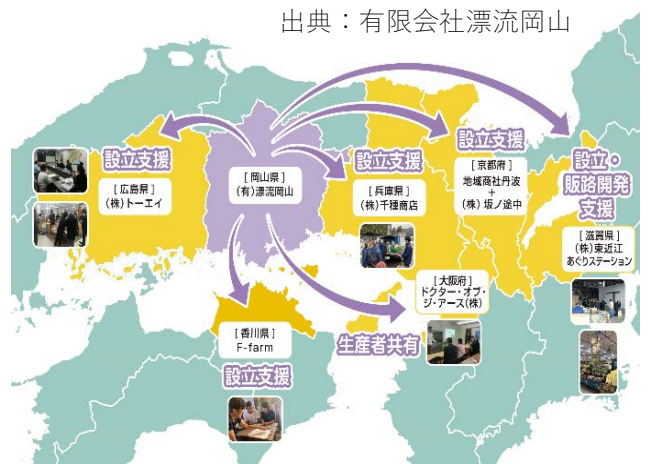 出典：有限会社漂流岡山
設立支援
[広島県]
(株)トーエイ
[岡山県]
(有)漂流岡山
設立支援
[兵庫県]
(株)千種商店
設立支援
[京都府]
地域商社丹波
+
(株)坂ノ途中
設立・
販路開発
支援
[滋賀県]
(株)東近江
あぐりステーション
[大阪府]
ドクター・オブ・
ジ・アース(株)
生産者共有
[香川県]
F-farm
設立支援